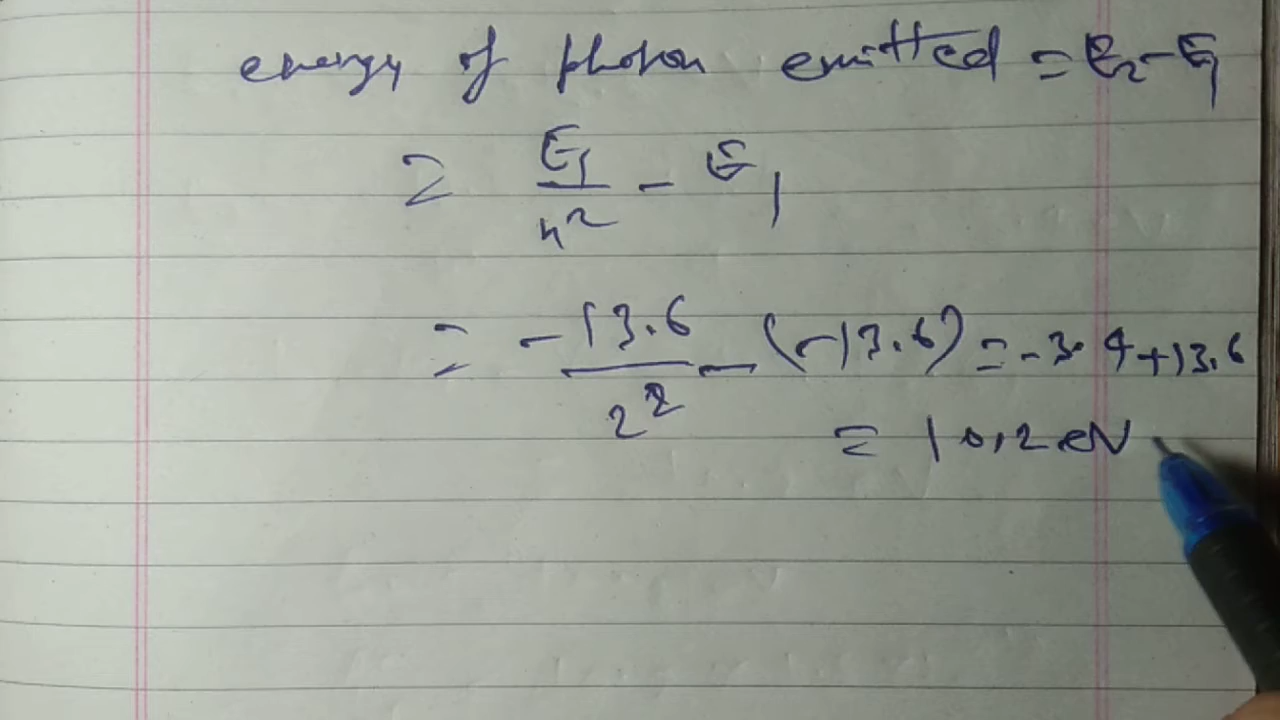 energy of photon emitted = E₂ - E₁
= E₁/n² - E₁
= -13.6/2² - (-13.6) = -3.4 + 13.6
= 10.2 eV